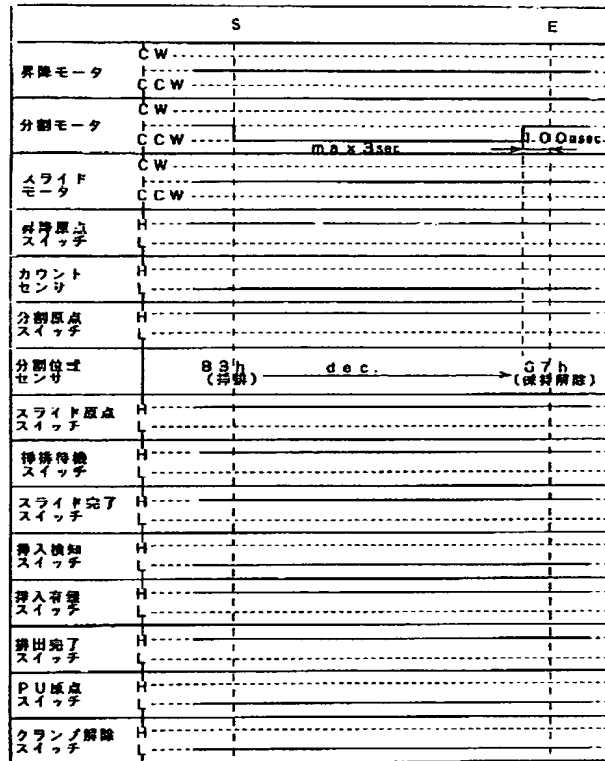 S E
昇降モータ CW
CCW
分割モータ CW
CCW
max 3sec 100msec
スライド
モータ CW
CCW
昇降原点
スイッチ H
L
カウント
センサ H
L
分割原点
スイッチ H
L
分割位置
センサ 83h dec. 07h
(挿排) (保持解除)
スライド原点
スイッチ H
L
挿排待機
スイッチ H
L
スライド完了
スイッチ H
L
挿入検知
スイッチ H
L
挿入有無
スイッチ H
L
排出完了
スイッチ H
L
PU原点
スイッチ H
L
クランプ解除
スイッチ H
L